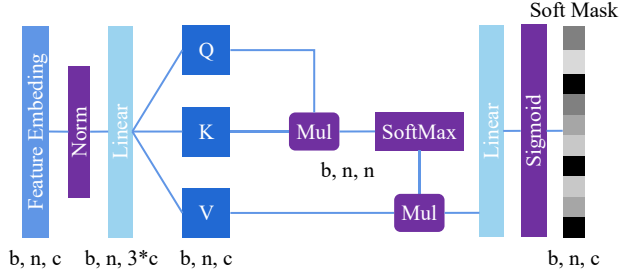 Soft Mask
Feature Embeding
Norm
Linear
Q
K
V
Mul
SoftMax
b, n, n
Mul
Linear
Sigmoid
b, n, c
b, n, 3*c
b, n, c
b, n, c